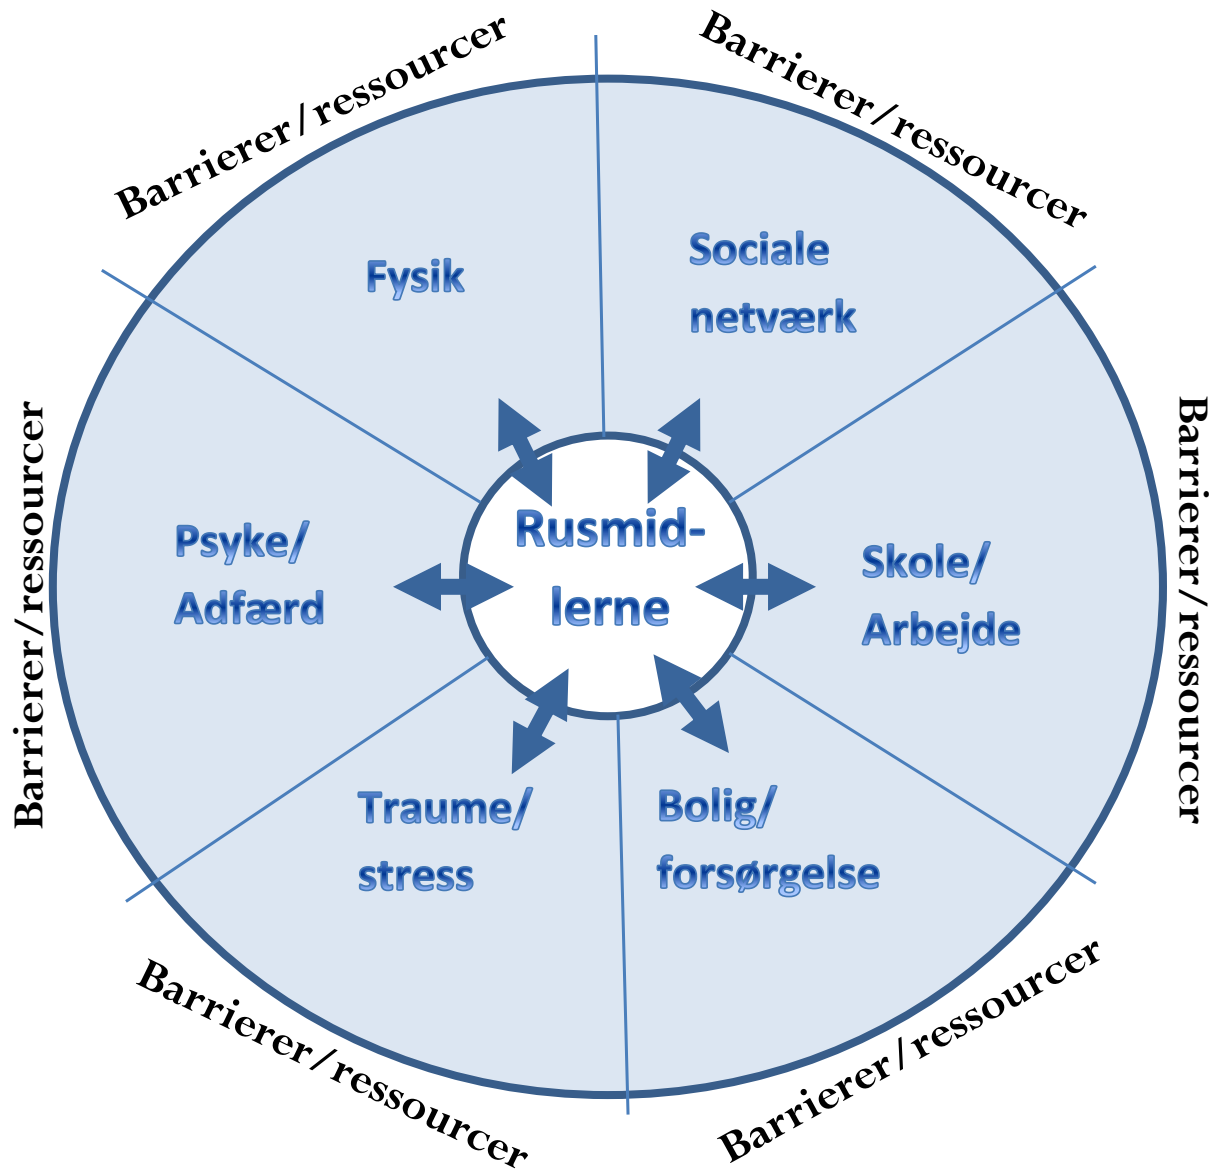 Barrierer/ressourcer
Barrierer/ressourcer
Fysik
Sociale
netværk
Barrierer/ressourcer
Barrierer/ressourcer
Psyke/
Adfærd
Rusmid-
lerne
Skole/
Arbejde
Traume/
stress
Bolig/
forsørgelse
Barrierer/ressourcer
Barrierer/ressourcer